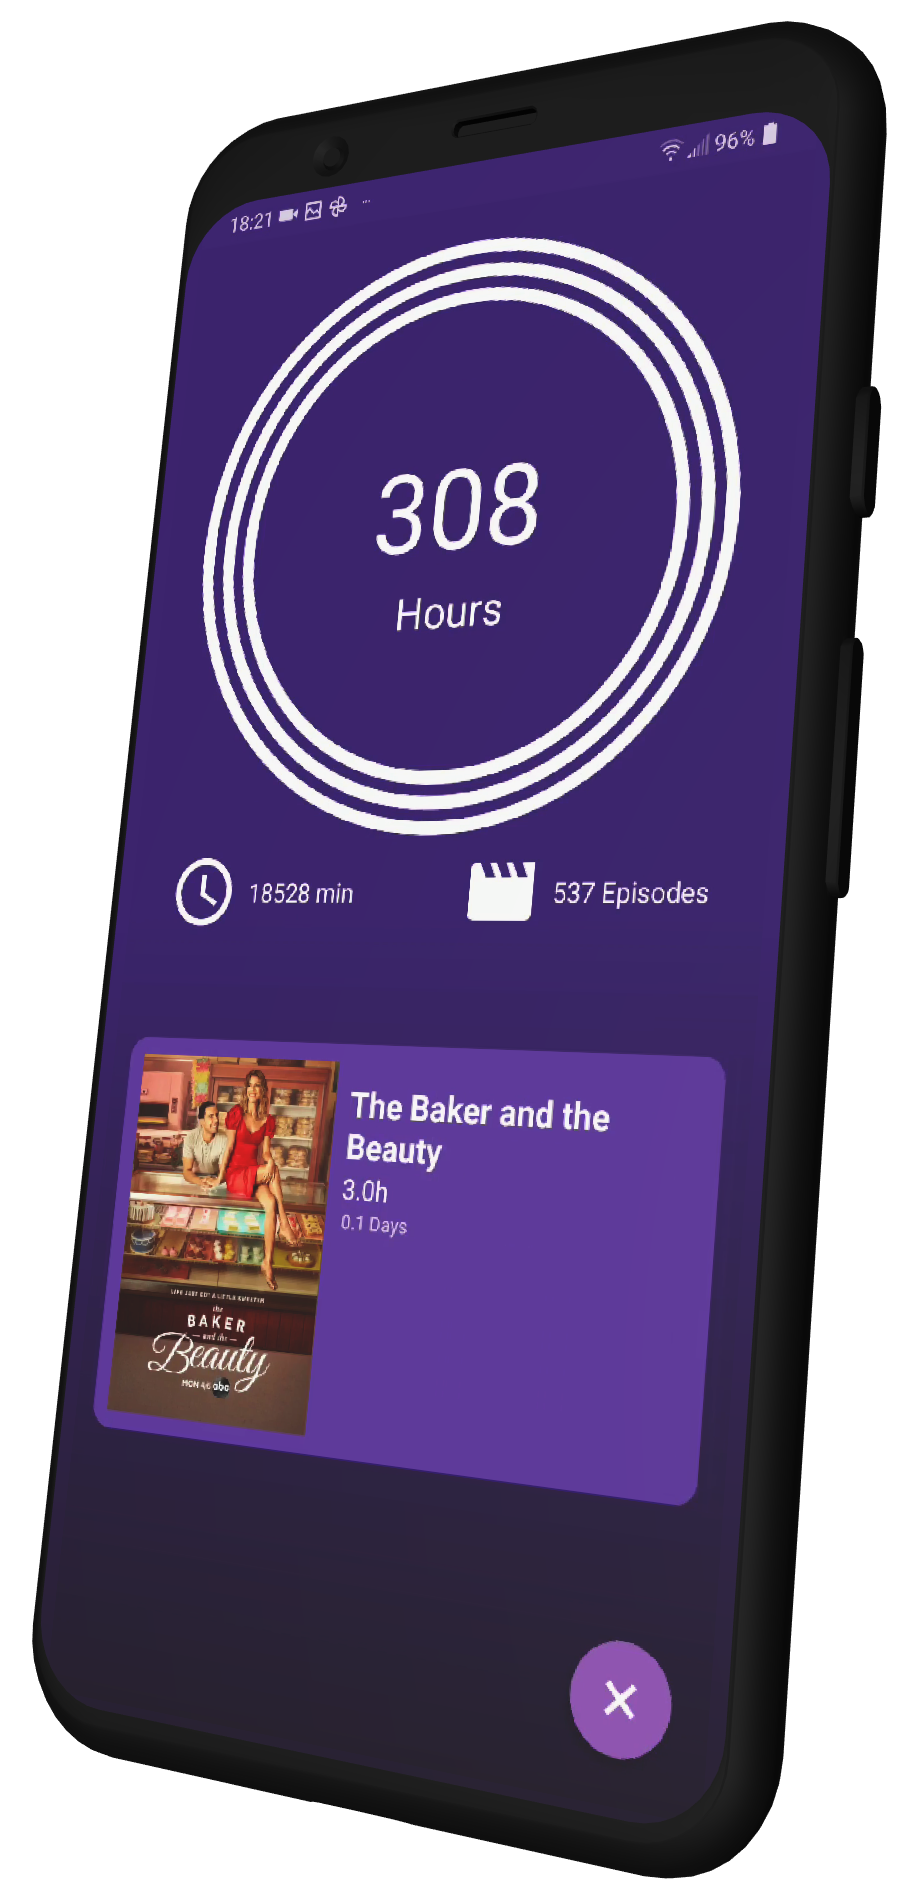 18:21 96%
308
Hours
18528 min 537 Episodes
The Baker and the
Beauty
3.0h
0.1 Days
LIFE JUST GOT A LITTLE SWEETER
the
BAKER
and the
Beauty
MON 4/6 abc